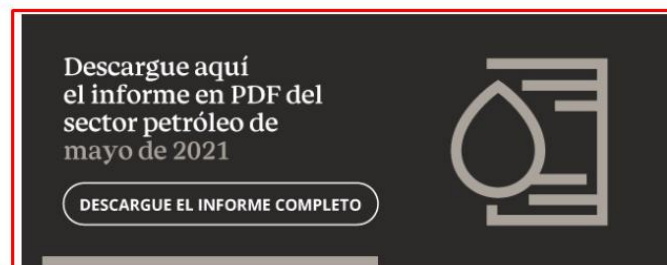 Descargue aquí
el informe en PDF del
sector petróleo de
mayo de 2021
DESCARGUE EL INFORME COMPLETO